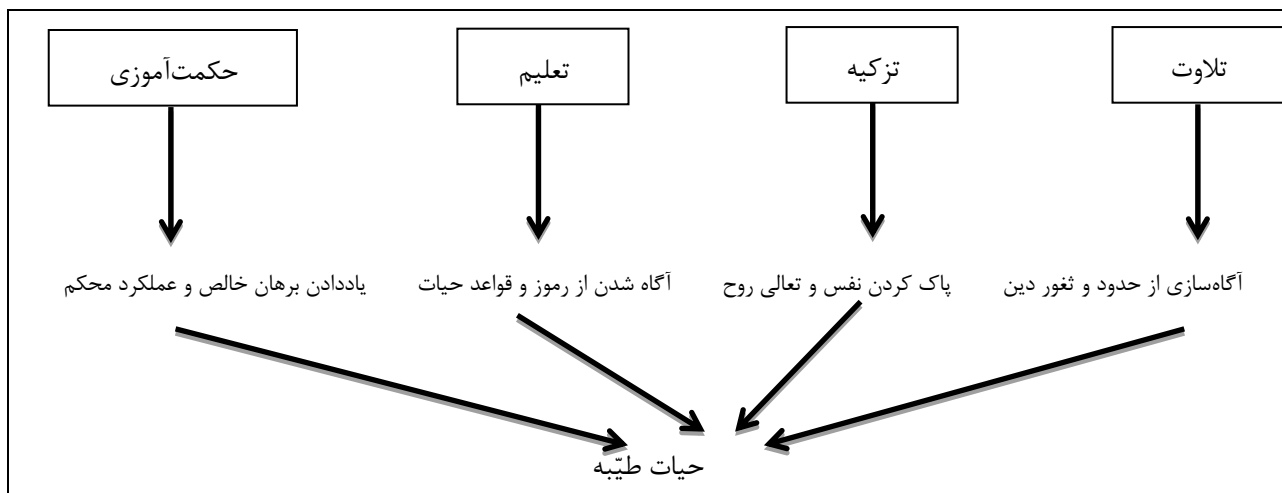 تلاوت
تزکیه
تعلیم
حکمت‌آموزی
آگاه‌سازی از حدود و ثغور دین
پاک کردن نفس و تعالی روح
آگاه شدن از رموز و قواعد حیات
یاددادن برهان خالص و عملکرد محکم
حیات طیّبه